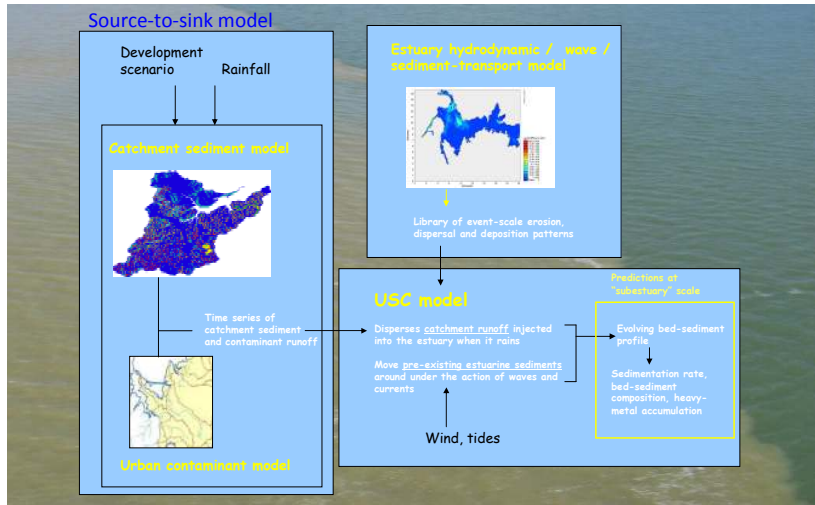 Source-to-sink model
Development
scenario
Rainfall
Catchment sediment model
Time series of
catchment sediment
and contaminant runoff
Urban contaminant model
Estuary hydrodynamic / wave /
sediment-transport model
Library of event-scale erosion,
dispersal and deposition patterns
USC model
Disperses catchment runoff injected
into the estuary when it rains
Move pre-existing estuarine sediments
around under the action of waves and
currents
Wind, tides
Predictions at
"subestuary" scale
Evolving bed-sediment
profile
Sedimentation rate,
bed-sediment
composition, heavy-
metal accumulation